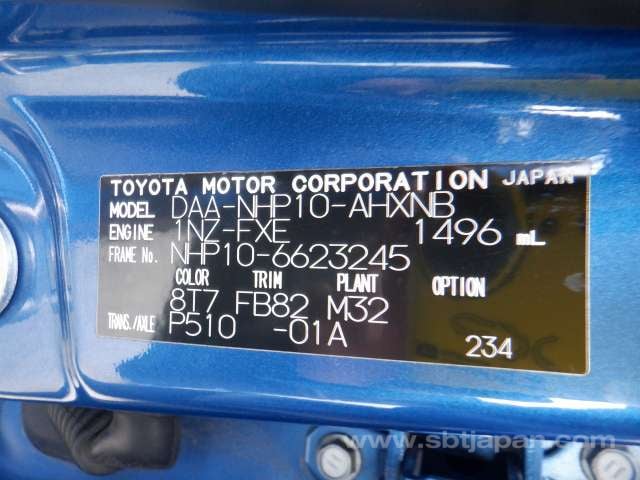 TOYOTA MOTOR CORPORATION JAPAN
MODEL DAA-NHP10-AHXNB
ENGINE 1NZ-FXE 1496 mL
FRAME No. NHP10-6623245
COLOR TRIM PLANT OPTION
8T7 FB82 M32
TRANS./AXLE P510 -01A
234
www.sbtjapan.com